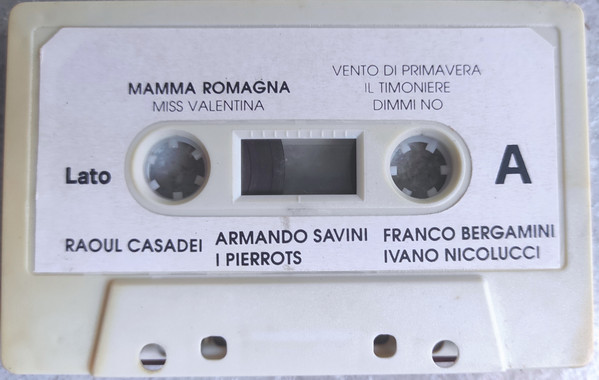 MAMMA ROMAGNA
MISS VALENTINA
VENTO DI PRIMAVERA
IL TIMONIERE
DIMMI NO
Lato
A
RAOUL CASADEI
ARMANDO SAVINI
I PIERROTS
FRANCO BERGAMINI
IVANO NICOLUCCI